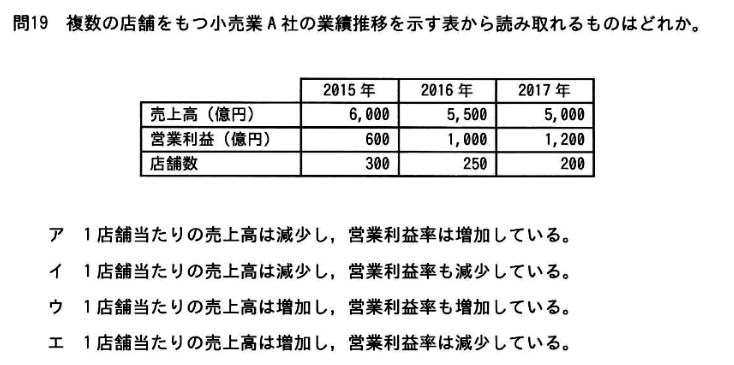 問19 複数の店舗をもつ小売業A社の業績推移を示す表から読み取れるものはどれか。
2015年 2016年 2017年
売上高（億円） 6,000 5,500 5,000
営業利益（億円） 600 1,000 1,200
店舗数 300 250 200
ア 1店舗当たりの売上高は減少し，営業利益率は増加している。
イ 1店舗当たりの売上高は減少し，営業利益率も減少している。
ウ 1店舗当たりの売上高は増加し，営業利益率も増加している。
エ 1店舗当たりの売上高は増加し，営業利益率は減少している。